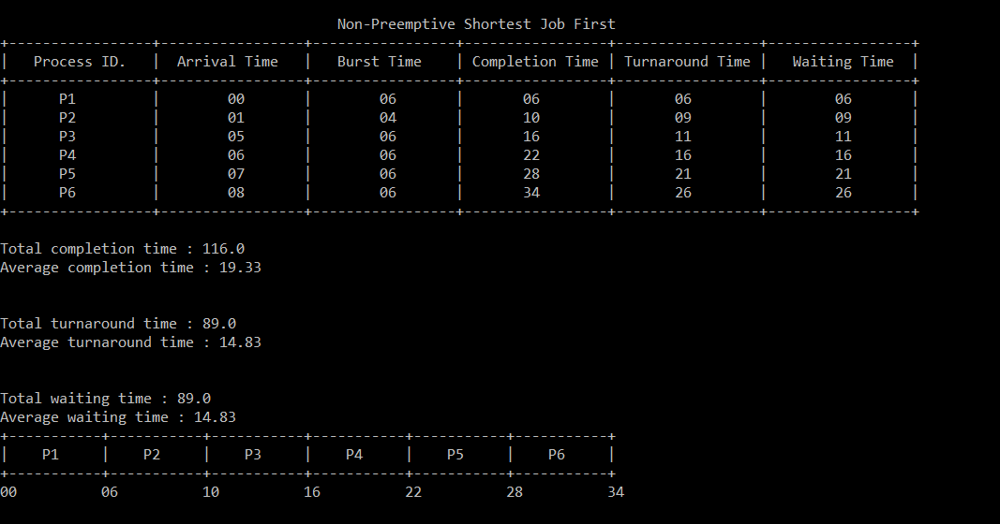 Non-Preemptive Shortest Job First
+-----------------+-----------------+-----------------+-----------------+-----------------+-----------------+
|   Process ID.   |  Arrival Time   |   Burst Time    | Completion Time | Turnaround Time |   Waiting Time  |
+-----------------+-----------------+-----------------+-----------------+-----------------+-----------------+
|      P1         |        00       |        06       |       06        |       06        |        06       |
|      P2         |        01       |        04       |       10        |       09        |        09       |
|      P3         |        05       |        06       |       16        |       11        |        11       |
|      P4         |        06       |        06       |       22        |       16        |        16       |
|      P5         |        07       |        06       |       28        |       21        |        21       |
|      P6         |        08       |        06       |       34        |       26        |        26       |
+-----------------+-----------------+-----------------+-----------------+-----------------+-----------------+
Total completion time : 116.0
Average completion time : 19.33
Total turnaround time : 89.0
Average turnaround time : 14.83
Total waiting time : 89.0
Average waiting time : 14.83
+-----------+-----------+-----------+-----------+-----------+-----------+
|    P1     |    P2     |    P3     |    P4     |    P5     |    P6     |
+-----------+-----------+-----------+-----------+-----------+-----------+
00          06          10          16          22          28          34